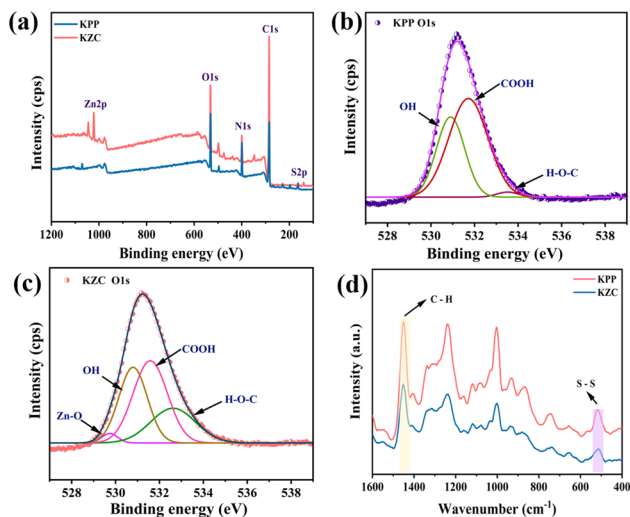 (a)
KPP
KZC
C1s
O1s
Zn2p
N1s
S2p
Intensity (cps)
1200 1000 800 600 400 200
Binding energy (eV)
(b)
KPP O1s
COOH
OH
H-O-C
Intensity (cps)
528 530 532 534 536 538
Binding energy (eV)
(c)
KZC O1s
COOH
OH
Zn-O
H-O-C
Intensity (cps)
528 530 532 534 536 538
Binding energy (eV)
(d)
KPP
KZC
C - H
S - S
Intensity (a.u.)
1600 1400 1200 1000 800 600 400
Wavenumber (cm⁻¹)